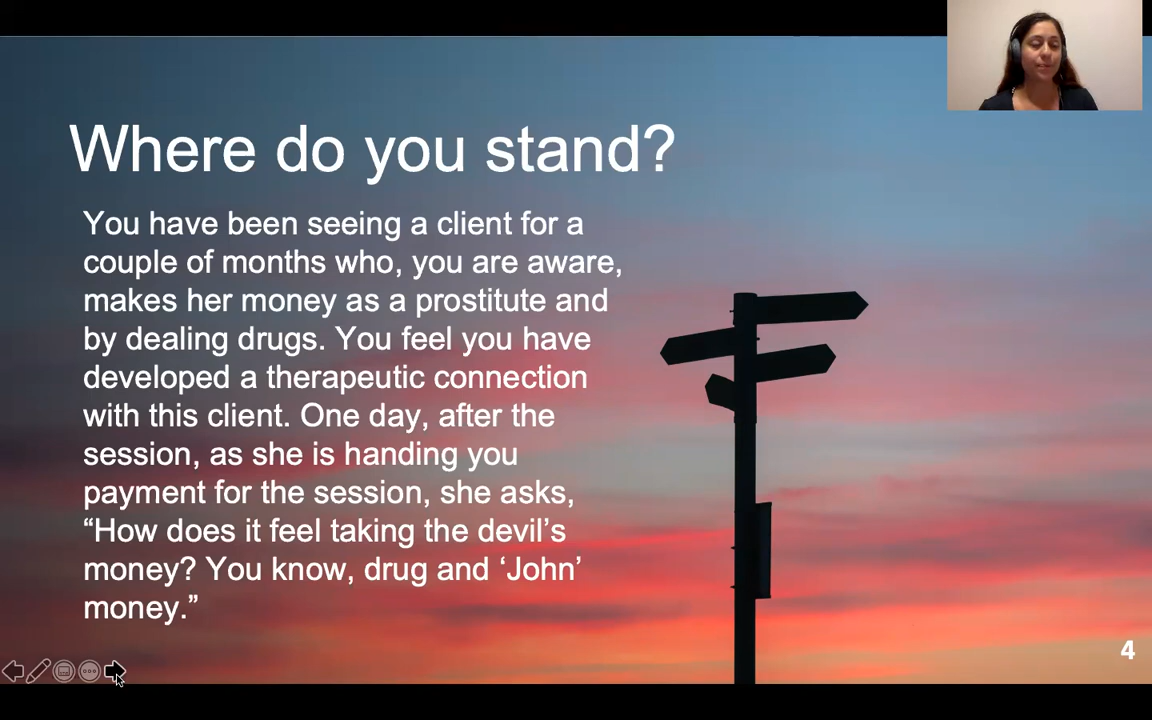 Where do you stand?
You have been seeing a client for a
couple of months who, you are aware,
makes her money as a prostitute and
by dealing drugs. You feel you have
developed a therapeutic connection
with this client. One day, after the
session, as she is handing you
payment for the session, she asks,
“How does it feel taking the devil’s
money? You know, drug and ‘John’
money.”
4